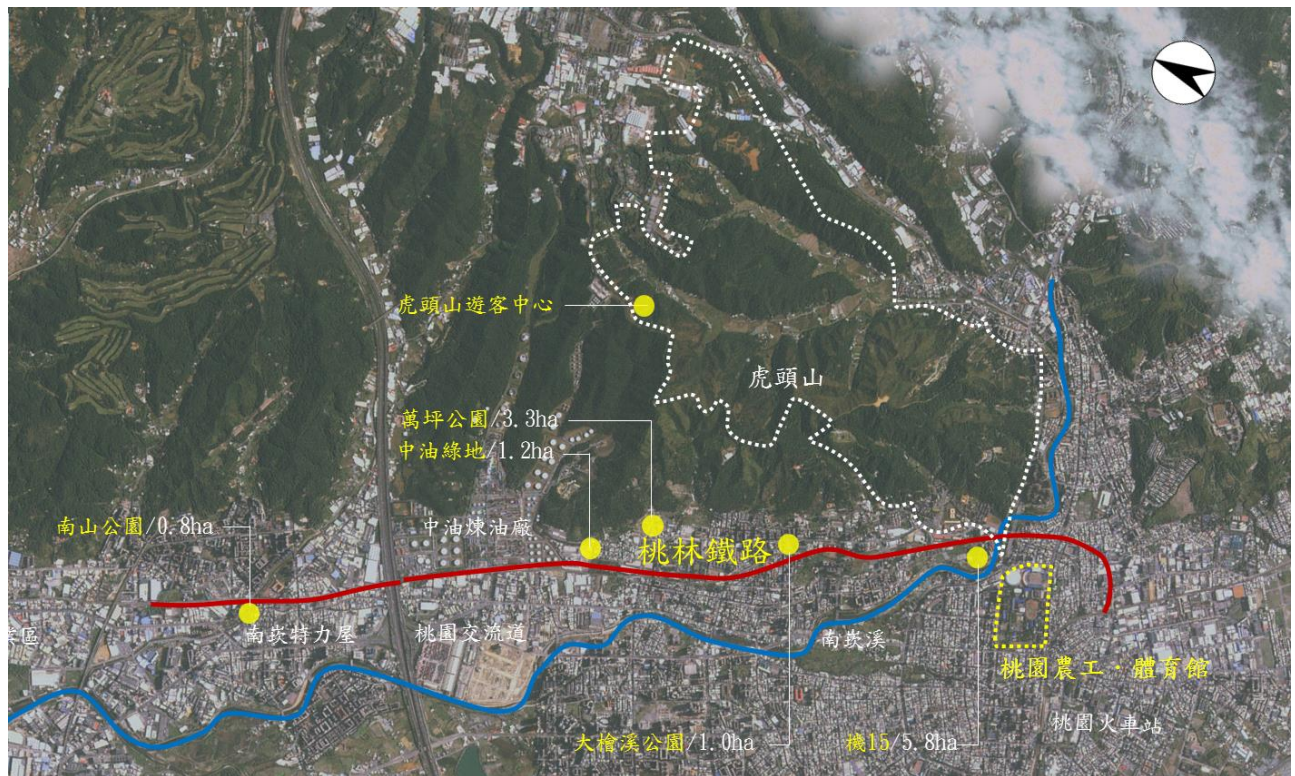 虎頭山遊客中心
虎頭山
萬坪公園/3.3ha
中油綠地/1.2ha
南山公園/0.8ha
中油煉油廠
桃林鐵路
區
南崁特力屋
桃園交流道
南崁溪
桃園農工·體育館
桃園火車站
大檜溪公園/1.0ha
機15/5.8ha